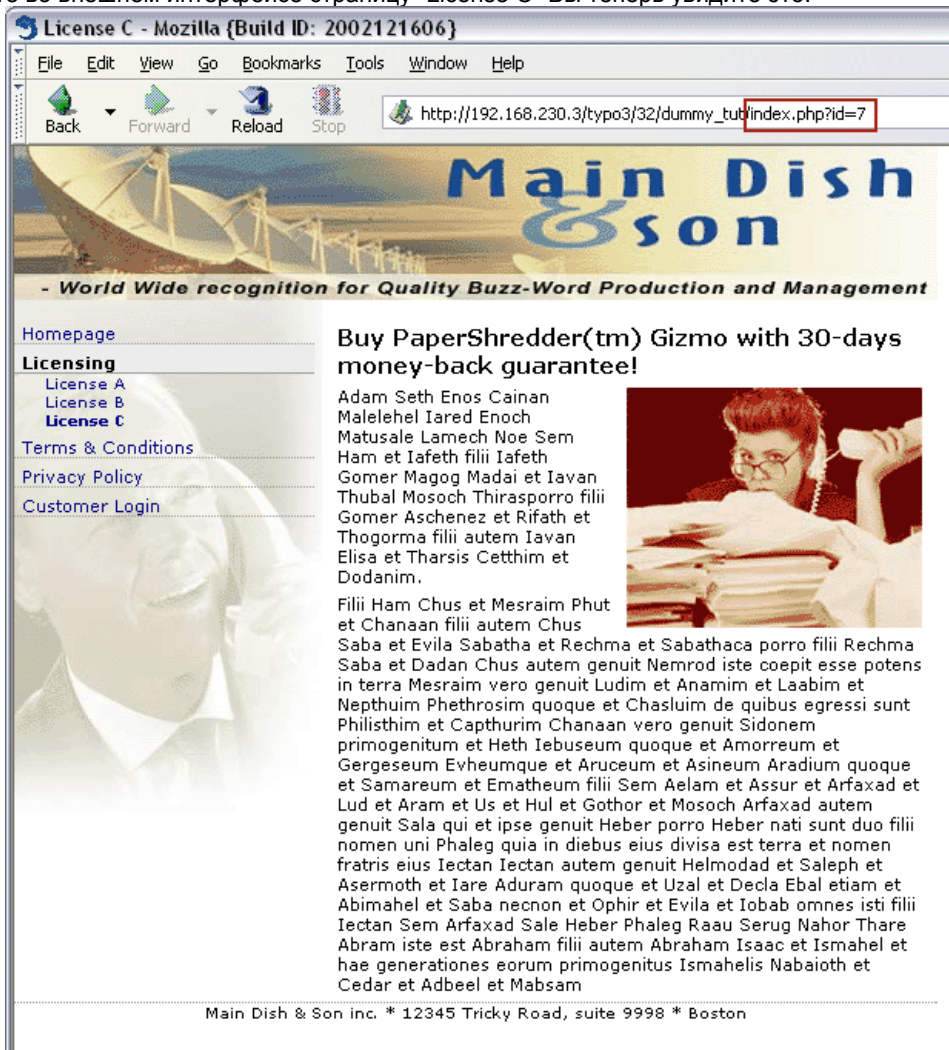 во внешнем интерфейсе страницу "License C" Вы теперь увидите это:
License C - Mozilla {Build ID: 2002121606}
File Edit View Go Bookmarks Tools Window Help
Back Forward Reload Stop http://192.168.230.3/typo3/32/dummy_tut/index.php?id=7
Main Dish
& son
- World Wide recognition for Quality Buzz-Word Production and Management
Homepage
Licensing
License A
License B
License C
Terms & Conditions
Privacy Policy
Customer Login
Buy PaperShredder(tm) Gizmo with 30-days
money-back guarantee!
Adam Seth Enos Cainan
Malelehel Iared Enoch
Matusale Lamech Noe Sem
Ham et Iafeth filii Iafeth
Gomer Magog Madai et Iavan
Thubal Mosoch Thirasporro filii
Gomer Aschenez et Rifath et
Thogorma filii autem Iavan
Elisa et Tharsis Cetthim et
Dodanim.
Filii Ham Chus et Mesraim Phut
et Chanaan filii autem Chus
Saba et Evila Sabatha et Rechma et Sabathaca porro filii Rechma
Saba et Dadan Chus autem genuit Nemrod iste coepit esse potens
in terra Mesraim vero genuit Ludim et Anamim et Laabim et
Nepthuim Phethrosim quoque et Chasluim de quibus egressi sunt
Philisthim et Capthurim Chanaan vero genuit Sidonem
primogenitum et Heth Iebuseum quoque et Amorreum et
Gergeseum Evheumque et Aruceum et Asineum Aradium quoque
et Samareum et Ematheum filii Sem Aelam et Assur et Arfaxad et
Lud et Aram et Us et Hul et Gothor et Mosoch Arfaxad autem
genuit Sala qui et ipse genuit Heber porro Heber nati sunt duo filii
nomen uni Phaleg quia in diebus eius divisa est terra et nomen
fratris eius Iectan Iectan autem genuit Helmodad et Saleph et
Asermoth et Iare Aduram quoque et Uzal et Decla Ebal etiam et
Abimahel et Saba necnon et Ophir et Evila et Iobab omnes isti filii
Iectan Sem Arfaxad Sale Heber Phaleg Raau Serug Nahor Thare
Abram iste est Abraham filii autem Abraham Isaac et Ismahel et
hae generationes eorum primogenitus Ismahelis Nabaioth et
Cedar et Adbeel et Mabsam
Main Dish & Son inc. * 12345 Tricky Road, suite 9998 * Boston